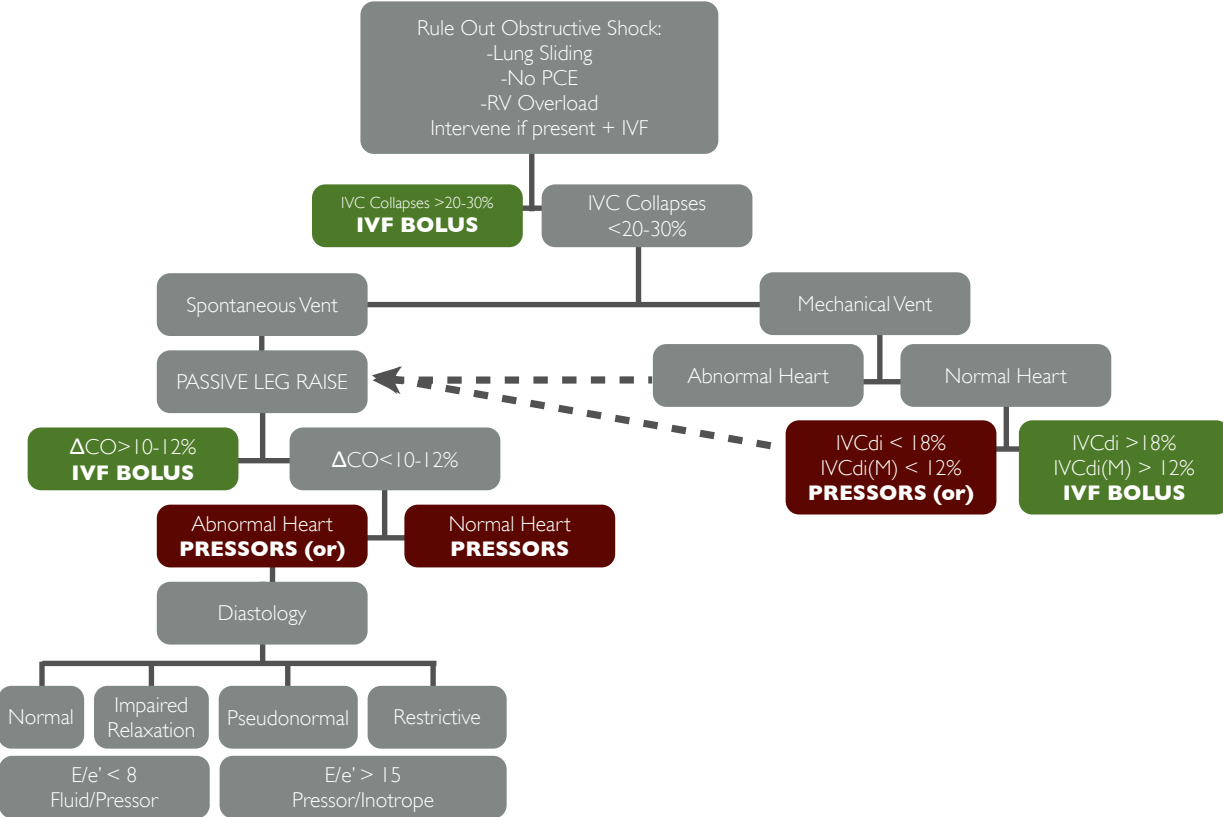 Rule Out Obstructive Shock:
-Lung Sliding
-No PCE
-RV Overload
Intervene if present + IVF
IVC Collapses >20-30%
IVF BOLUS
IVC Collapses
<20-30%
Spontaneous Vent
Mechanical Vent
PASSIVE LEG RAISE
Abnormal Heart
Normal Heart
ΔCO>10-12%
IVF BOLUS
ΔCO<10-12%
IVCdi < 18%
IVCdi(M) < 12%
PRESSORS (or)
IVCdi >18%
IVCdi(M) > 12%
IVF BOLUS
Abnormal Heart
PRESSORS (or)
Normal Heart
PRESSORS
Diastology
Normal
Impaired
Relaxation
Pseudonormal
Restrictive
E/e' < 8
Fluid/Pressor
E/e' > 15
Pressor/Inotrope